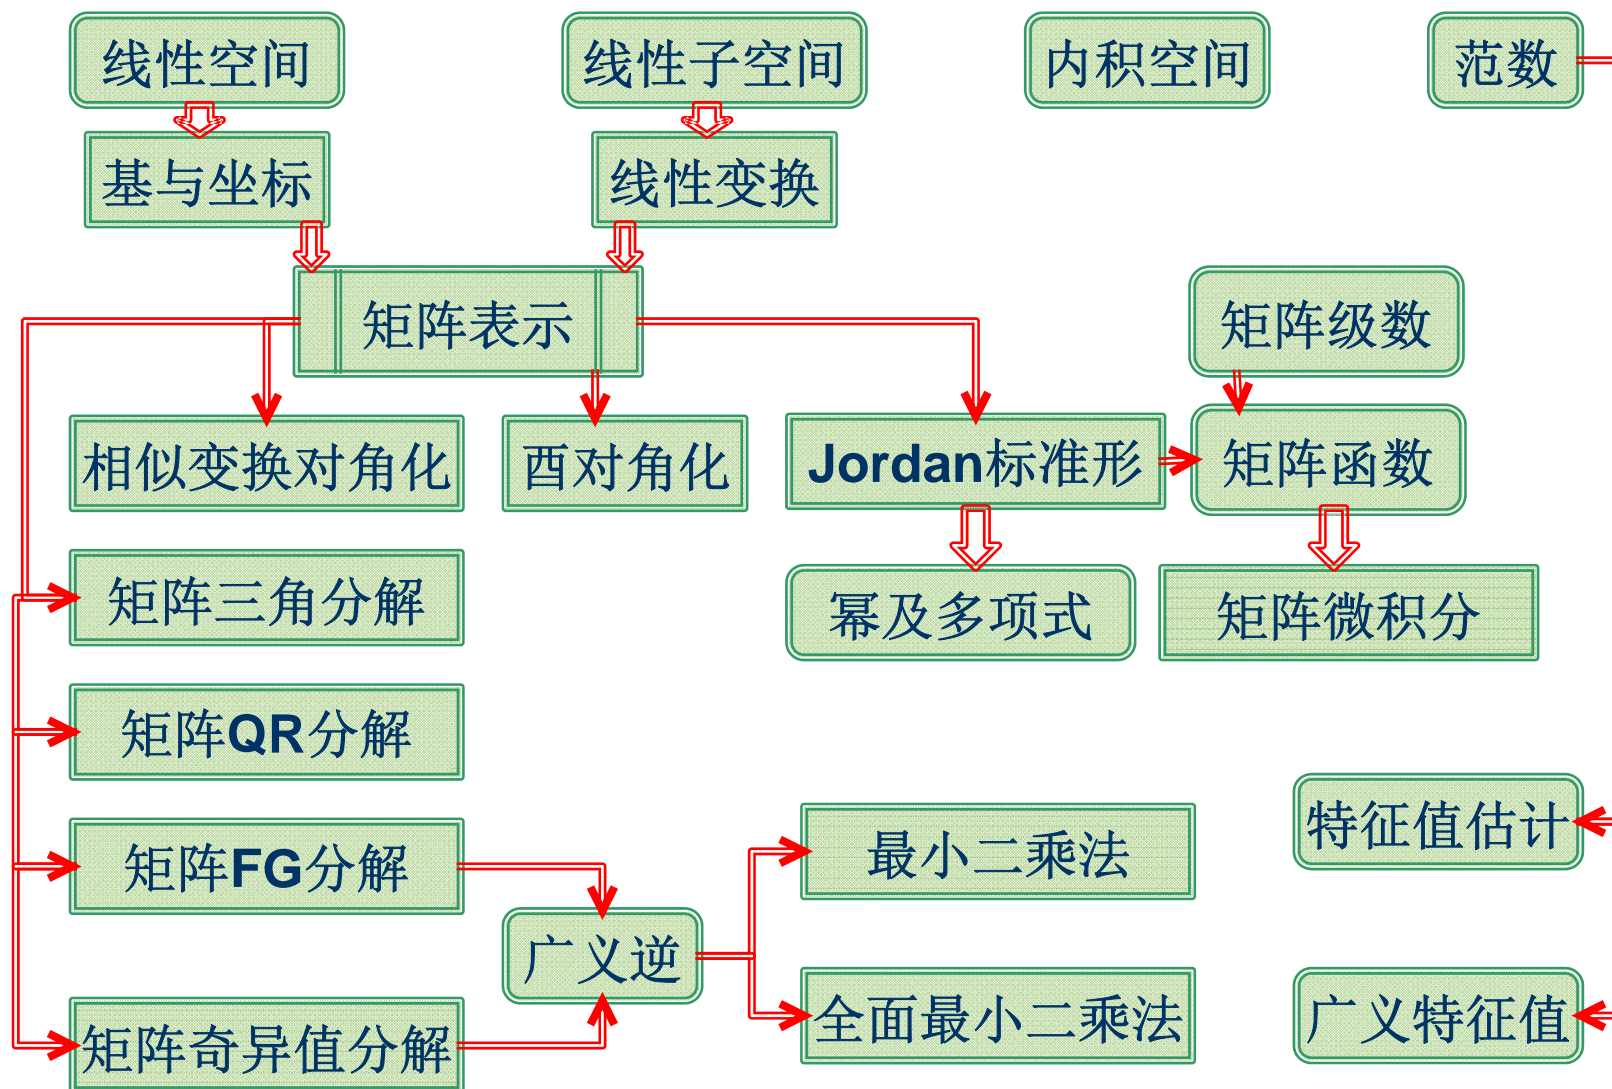 线性空间
线性子空间
内积空间
范数
基与坐标
线性变换
矩阵表示
矩阵级数
相似变换对角化
酉对角化
Jordan标准形
矩阵函数
矩阵三角分解
幂及多项式
矩阵微积分
矩阵QR分解
矩阵FG分解
最小二乘法
特征值估计
广义逆
全面最小二乘法
广义特征值
矩阵奇异值分解